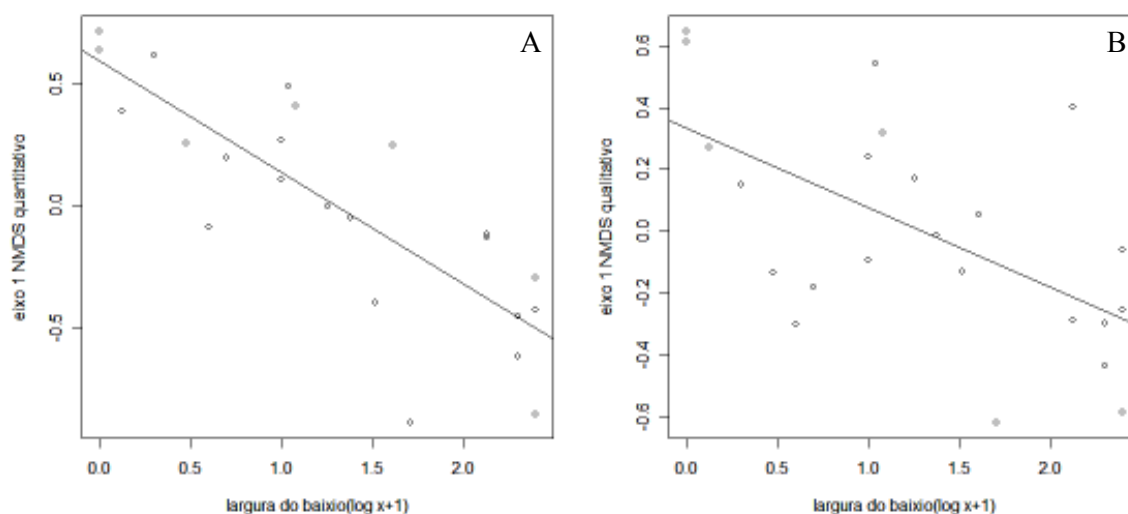 A
eixo 1 NMDS quantitativo
0.5
0.0
-0.5
0.0 0.5 1.0 1.5 2.0
largura do baixio(log x+1)
B
eixo 1 NMDS qualitativo
0.6
0.4
0.2
0.0
-0.2
-0.4
-0.6
0.0 0.5 1.0 1.5 2.0
largura do baixio(log x+1)